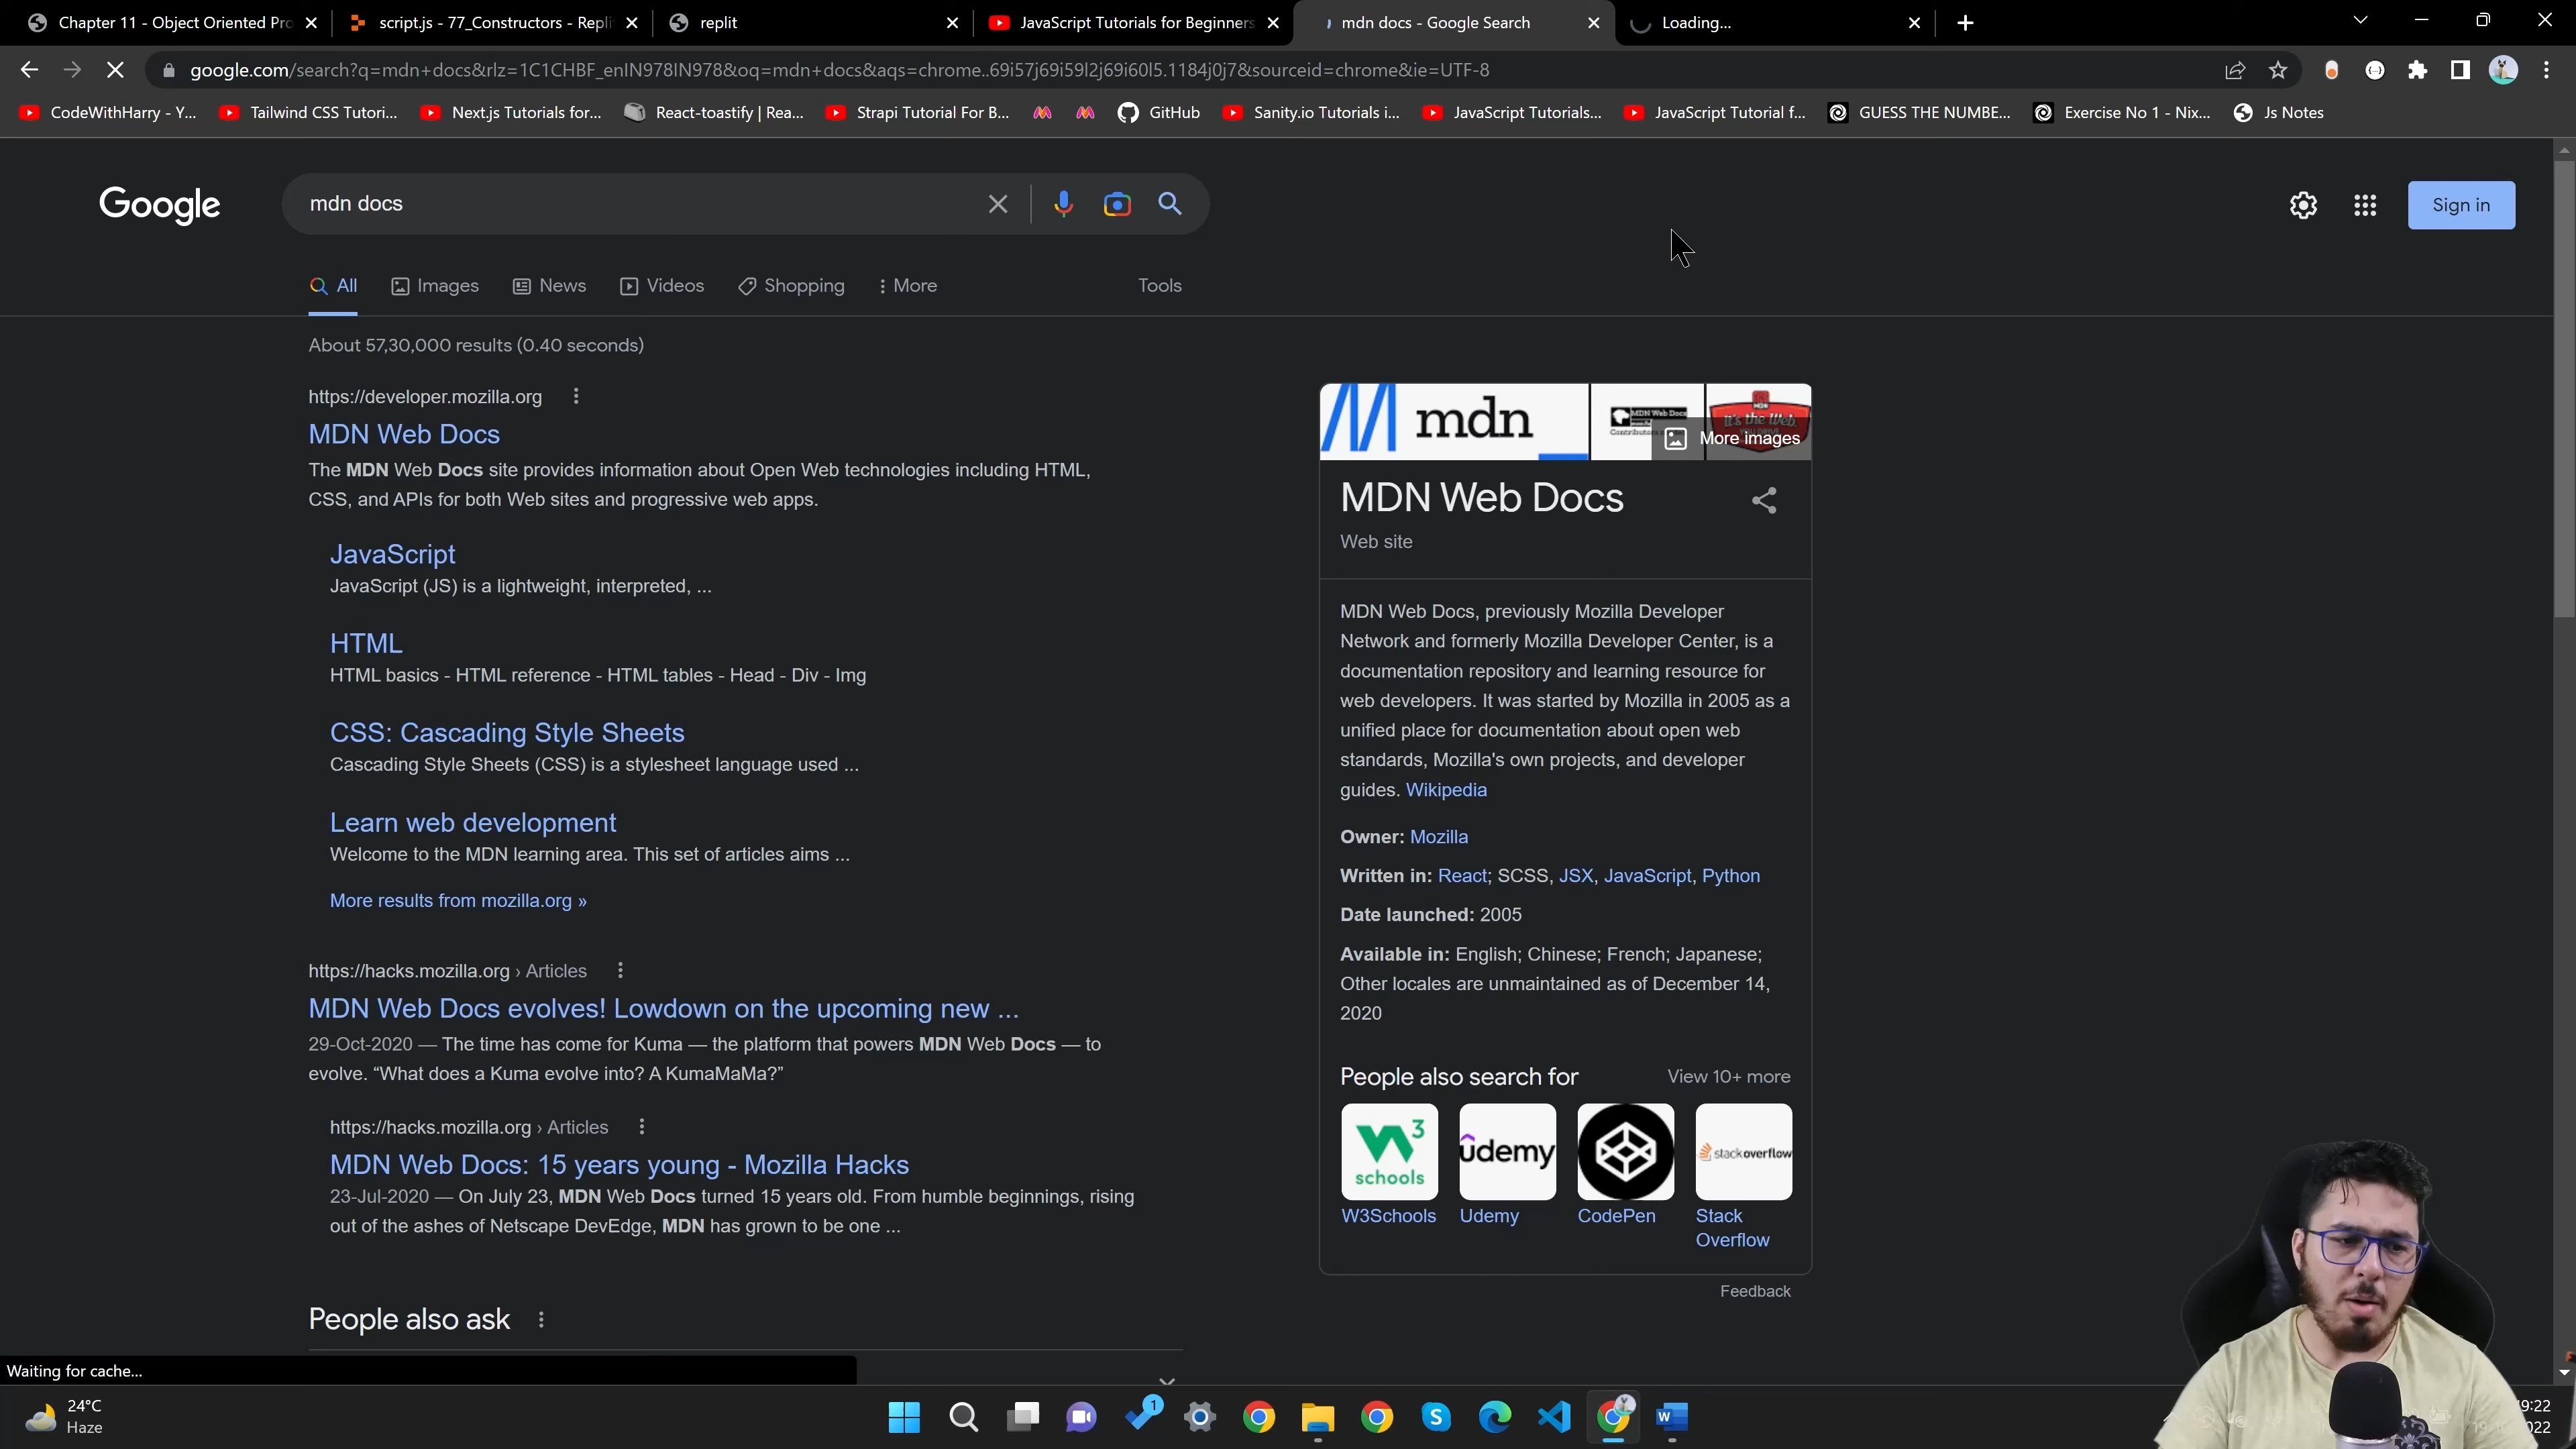 Chapter 11 - Object Oriented Pro
script.js - 77_Constructors - Repli
replit
JavaScript Tutorials for Beginners
mdn docs - Google Search
Loading...
google.com/search?q=mdn+docs&rlz=1C1CHBF_enIN978IN978&oq=mdn+docs&aqs=chrome..69i57j69i59l2j69i60l5.1184j0j7&sourceid=chrome&ie=UTF-8
CodeWithHarry - Y...
Tailwind CSS Tutori...
Next.js Tutorials for...
React-toastify | Rea...
Strapi Tutorial For B...
GitHub
Sanity.io Tutorials i...
JavaScript Tutorials...
JavaScript Tutorial f...
GUESS THE NUMBE...
Exercise No 1 - Nix...
Js Notes
Google
mdn docs
Sign in
All
Images
News
Videos
Shopping
More
Tools
About 57,30,000 results (0.40 seconds)
https://developer.mozilla.org
MDN Web Docs
The MDN Web Docs site provides information about Open Web technologies including HTML,
CSS, and APIs for both Web sites and progressive web apps.
JavaScript
JavaScript (JS) is a lightweight, interpreted, ...
HTML
HTML basics - HTML reference - HTML tables - Head - Div - Img
CSS: Cascading Style Sheets
Cascading Style Sheets (CSS) is a stylesheet language used ...
Learn web development
Welcome to the MDN learning area. This set of articles aims ...
More results from mozilla.org »
https://hacks.mozilla.org › Articles
MDN Web Docs evolves! Lowdown on the upcoming new ...
29-Oct-2020 — The time has come for Kuma — the platform that powers MDN Web Docs — to
evolve. “What does a Kuma evolve into? A KumaMaMa?”
https://hacks.mozilla.org › Articles
MDN Web Docs: 15 years young - Mozilla Hacks
23-Jul-2020 — On July 23, MDN Web Docs turned 15 years old. From humble beginnings, rising
out of the ashes of Netscape DevEdge, MDN has grown to be one ...
People also ask
mdn
MDN Web Docs
It's the Web
More images
MDN Web Docs
Web site
MDN Web Docs, previously Mozilla Developer
Network and formerly Mozilla Developer Center, is a
documentation repository and learning resource for
web developers. It was started by Mozilla in 2005 as a
unified place for documentation about open web
standards, Mozilla's own projects, and developer
guides. Wikipedia
Owner: Mozilla
Written in: React; SCSS, JSX, JavaScript, Python
Date launched: 2005
Available in: English; Chinese; French; Japanese;
Other locales are unmaintained as of December 14,
2020
People also search for
View 10+ more
W3 schools
udemy
stack overflow
W3Schools
Udemy
CodePen
Stack
Overflow
Feedback
Waiting for cache...
24°C
Haze
1